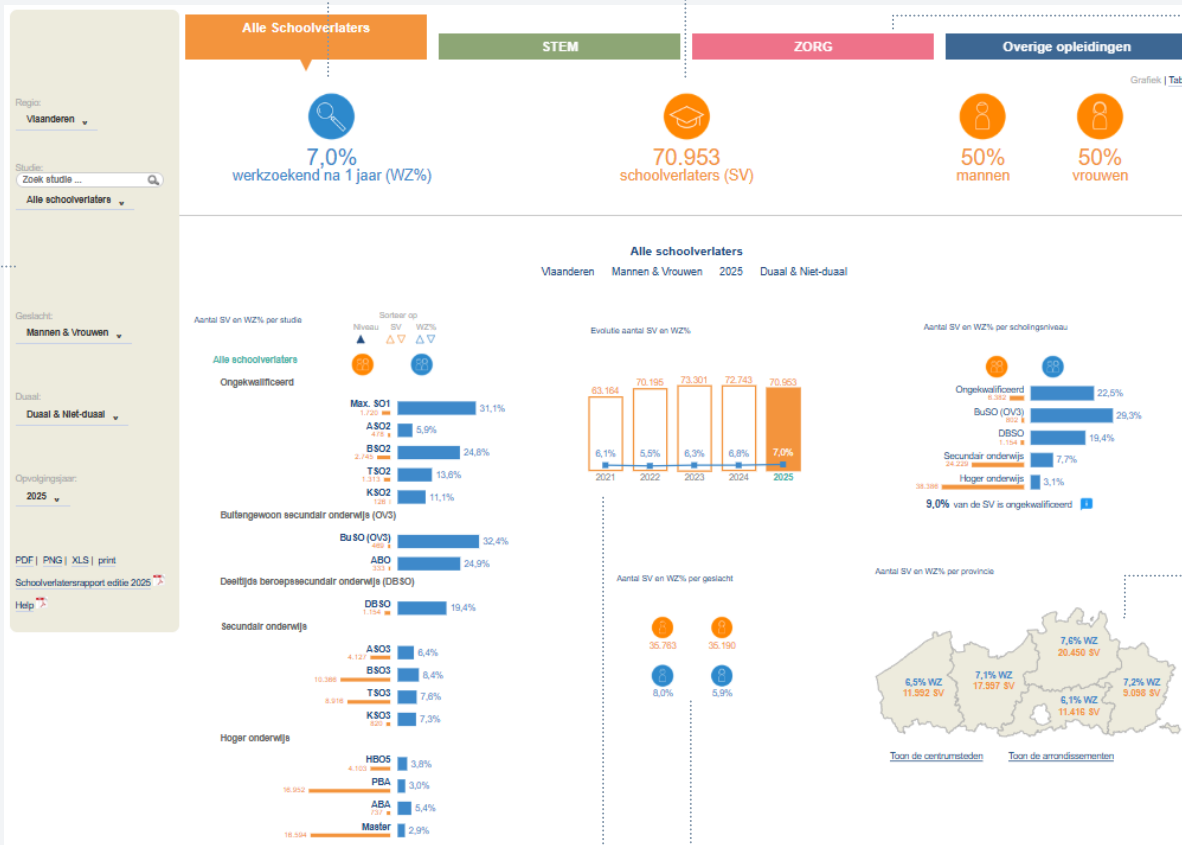 Alle Schoolverlaters
STEM
ZORG
Overige opleidingen
Grafiek | Tab
Regio:
Vlaanderen
Studie:
Zoek studie ...
Alle schoolverlaters
Geslacht:
Mannen & Vrouwen
Duaal:
Duaal & Niet-duaal
Opvolgingsjaar:
2025
PDF | PNG | XLS | print
Schoolverlatersrapport editie 2025
Help
7,0%
werkzoekend na 1 jaar (WZ%)
70.953
schoolverlaters (SV)
50%
mannen
50%
vrouwen
Alle schoolverlaters
Vlaanderen Mannen & Vrouwen 2025 Duaal & Niet-duaal
Aantal SV en WZ% per studie
Sorteer op
Niveau SV WZ%
Alle schoolverlaters
Ongekwalificeerd
Max. SO1
1.720
31,1%
ASO2
478
5,9%
BSO2
2.745
24,8%
TSO2
1.313
13,6%
KSO2
126
11,1%
Buitengewoon secundair onderwijs (OV3)
BuSO (OV3)
469
32,4%
ABO
333
24,9%
Deeltijds beroepssecundair onderwijs (DBSO)
DBSO
1.154
19,4%
Secundair onderwijs
ASO3
4.127
6,4%
BSO3
10.366
8,4%
TSO3
8.916
7,6%
KSO3
820
7,3%
Hoger onderwijs
HBO5
4.103
3,8%
PBA
16.952
3,0%
ABA
737
5,4%
Master
16.594
2,9%
Evolutie aantal SV en WZ%
63.164 70.195 73.301 72.743 70.953
6,1% 5,5% 6,3% 6,8% 7,0%
2021 2022 2023 2024 2025
Aantal SV en WZ% per geslacht
35.763 35.190
8,0% 5,9%
Aantal SV en WZ% per scholingsniveau
Ongekwalificeerd
6.382
22,5%
BuSO (OV3)
802
29,3%
DBSO
1.154
19,4%
Secundair onderwijs
24.229
7,7%
Hoger onderwijs
38.386
3,1%
9,0% van de SV is ongekwalificeerd
Aantal SV en WZ% per provincie
7,6% WZ
20.450 SV
6,5% WZ
11.992 SV
7,1% WZ
17.997 SV
7,2% WZ
9.098 SV
6,1% WZ
11.416 SV
Toon de centrumsteden Toon de arrondissementen